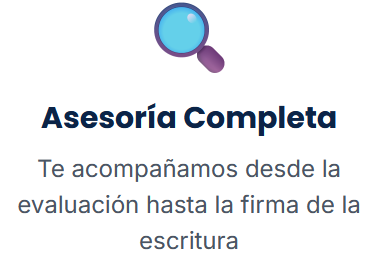 Asesoría Completa
Te acompañamos desde la
evaluación hasta la firma de la
escritura